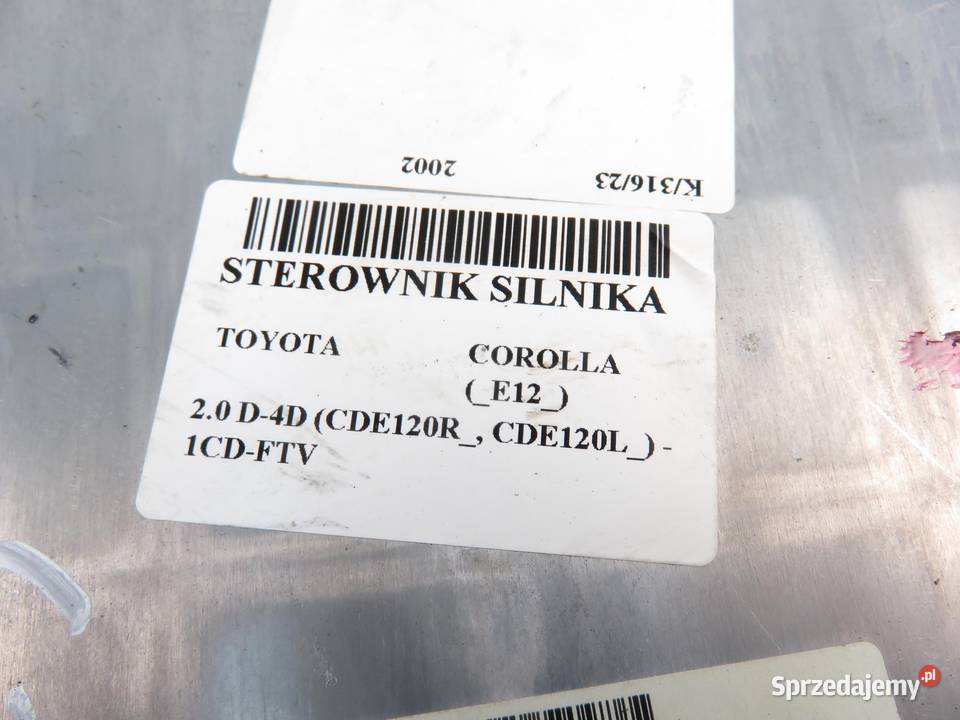 2002 K/316/23
STEROWNIK SILNIKA
TOYOTA COROLLA
(_E12_)
2.0 D-4D (CDE120R_, CDE120L_) -
1CD-FTV
Sprzedajemy.pl